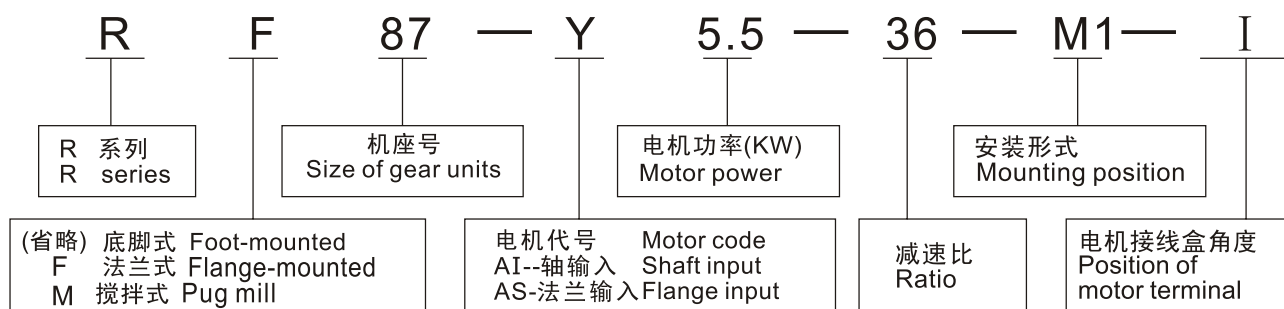 R F 87 — Y 5.5 — 36 — M1 — I
R 系列
R series
机座号
Size of gear units
电机功率(KW)
Motor power
安装形式
Mounting position
(省略) 底脚式 Foot-mounted
F 法兰式 Flange-mounted
M 搅拌式 Pug mill
电机代号 Motor code
AI--轴输入 Shaft input
AS-法兰输入 Flange input
减速比
Ratio
电机接线盒角度
Position of
motor terminal